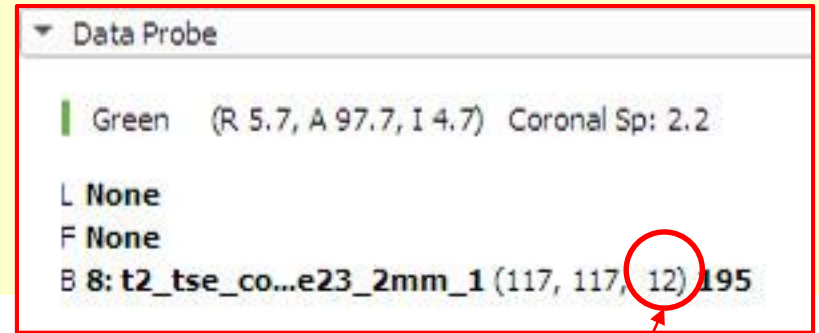 Data Probe
Green (R 5.7, A 97.7, I 4.7) Coronal Sp: 2.2
L None
F None
B 8: t2_tse_co...e23_2mm_1 (117, 117, 12) 195